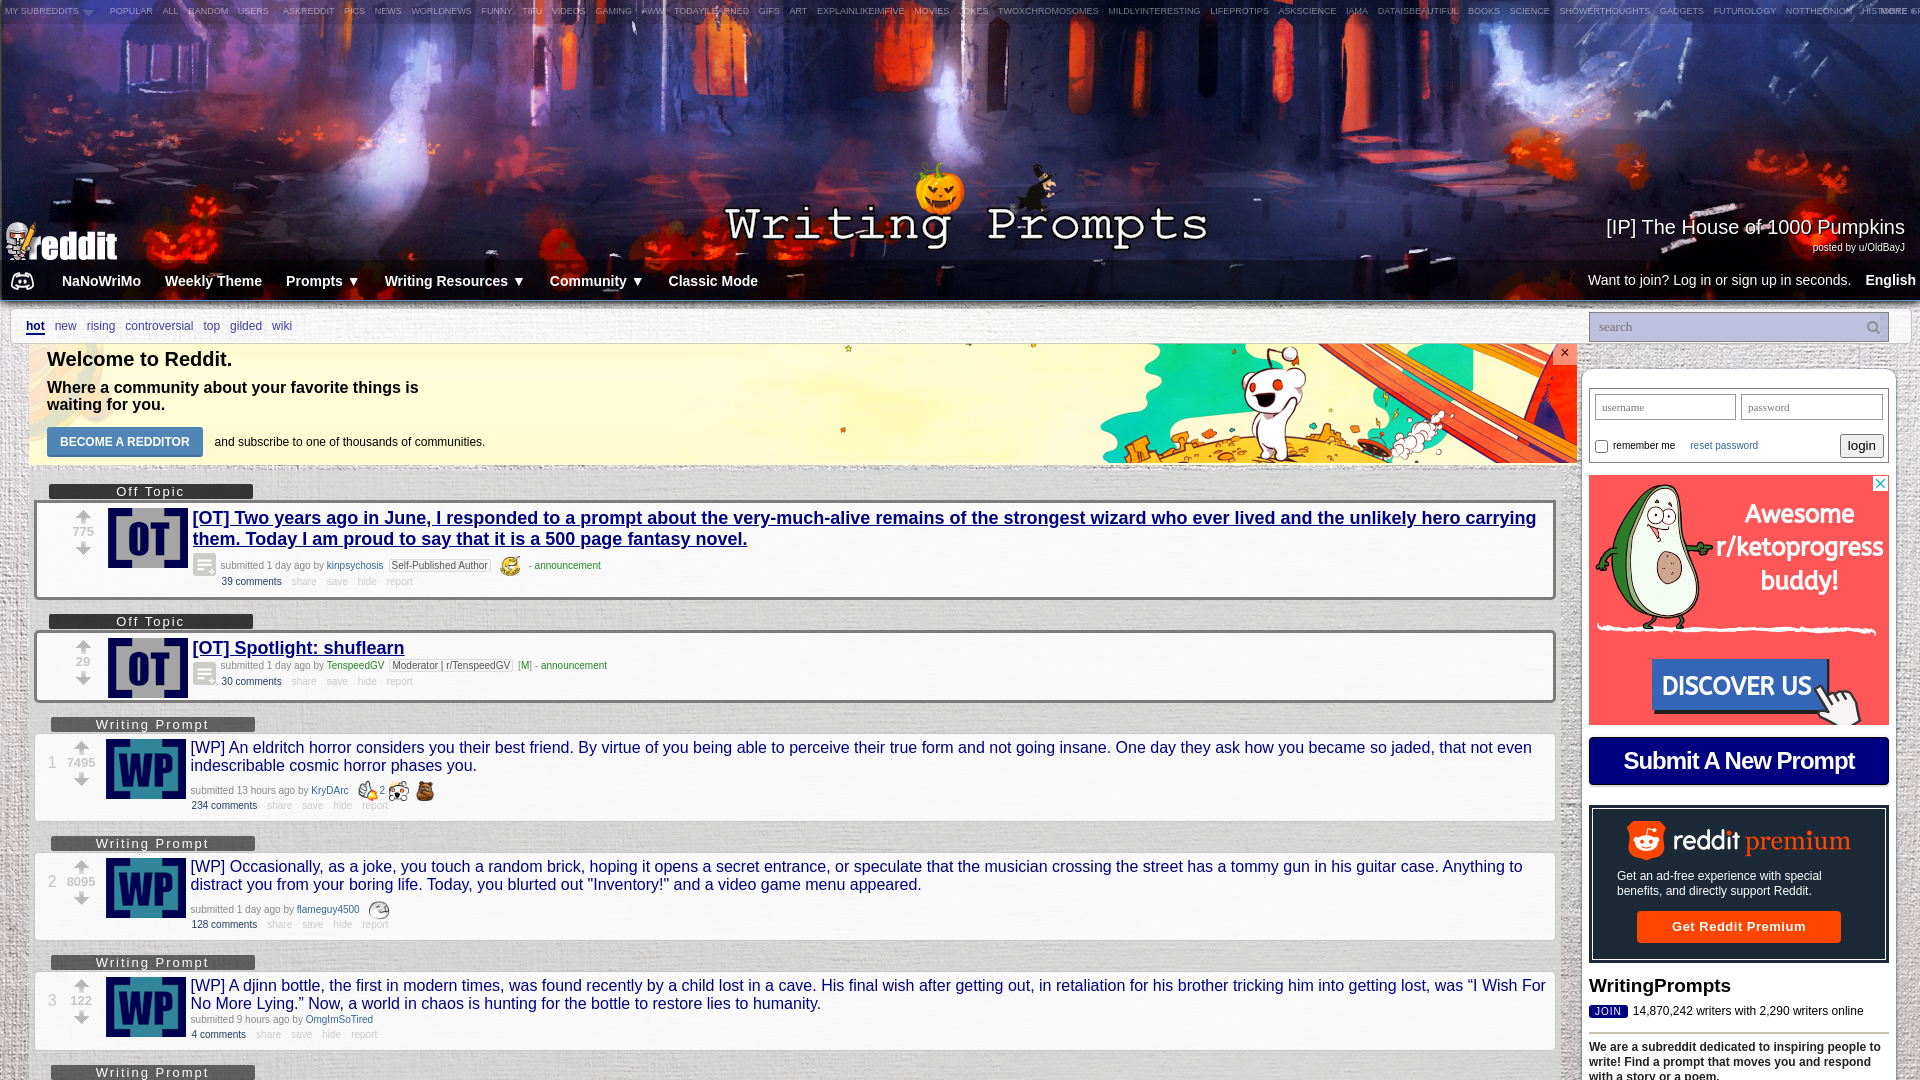 MY SUBREDDITS POPULAR ALL RANDOM USERS ASKREDDIT PICS NEWS WORLDNEWS FUNNY TIFU VIDEOS GAMING AWW TODAYILEARNED GIFS ART EXPLAINLIKEIMFIVE MOVIES JOKES TWOXCHROMOSOMES MILDLYINTERESTING LIFEPROTIPS ASKSCIENCE IAMA DATAISBEAUTIFUL BOOKS SCIENCE SHOWERTHOUGHTS GADGETS FUTUROLOGY NOTTHEONION MORE
Writing Prompts
reddit
[IP] The House of 1000 Pumpkins
posted by u/OldBayJ
NaNoWriMo Weekly Theme Prompts ▼ Writing Resources ▼ Community ▼ Classic Mode
Want to join? Log in or sign up in seconds. English
hot new rising controversial top gilded wiki
search
Welcome to Reddit.
Where a community about your favorite things is
waiting for you.
BECOME A REDDITOR and subscribe to one of thousands of communities.
×
Off Topic
775
OT
[OT] Two years ago in June, I responded to a prompt about the very-much-alive remains of the strongest wizard who ever lived and the unlikely hero carrying
them. Today I am proud to say that it is a 500 page fantasy novel.
submitted 1 day ago by kinpsychosis Self-Published Author - announcement
39 comments share save hide report
Off Topic
29
OT
[OT] Spotlight: shuflearn
submitted 1 day ago by TenspeedGV Moderator | r/TenspeedGV [M] - announcement
30 comments share save hide report
Writing Prompt
1
7495
WP
[WP] An eldritch horror considers you their best friend. By virtue of you being able to perceive their true form and not going insane. One day they ask how you became so jaded, that not even
indescribable cosmic horror phases you.
submitted 13 hours ago by KryDArc 2
234 comments share save hide report
Writing Prompt
2
8095
WP
[WP] Occasionally, as a joke, you touch a random brick, hoping it opens a secret entrance, or speculate that the musician crossing the street has a tommy gun in his guitar case. Anything to
distract you from your boring life. Today, you blurted out "Inventory!" and a video game menu appeared.
submitted 1 day ago by flameguy4500
128 comments share save hide report
Writing Prompt
3
122
WP
[WP] A djinn bottle, the first in modern times, was found recently by a child lost in a cave. His final wish after getting out, in retaliation for his brother tricking him into getting lost, was “I Wish For
No More Lying.” Now, a world in chaos is hunting for the bottle to restore lies to humanity.
submitted 9 hours ago by OmgImSoTired
4 comments share save hide report
Writing Prompt
username password
remember me reset password login
Awesome
r/ketoprogress
buddy!
DISCOVER US
Submit A New Prompt
reddit premium
Get an ad-free experience with special
benefits, and directly support Reddit.
Get Reddit Premium
WritingPrompts
JOIN 14,870,242 writers with 2,290 writers online
We are a subreddit dedicated to inspiring people to
write! Find a prompt that moves you and respond
with a story or a poem.